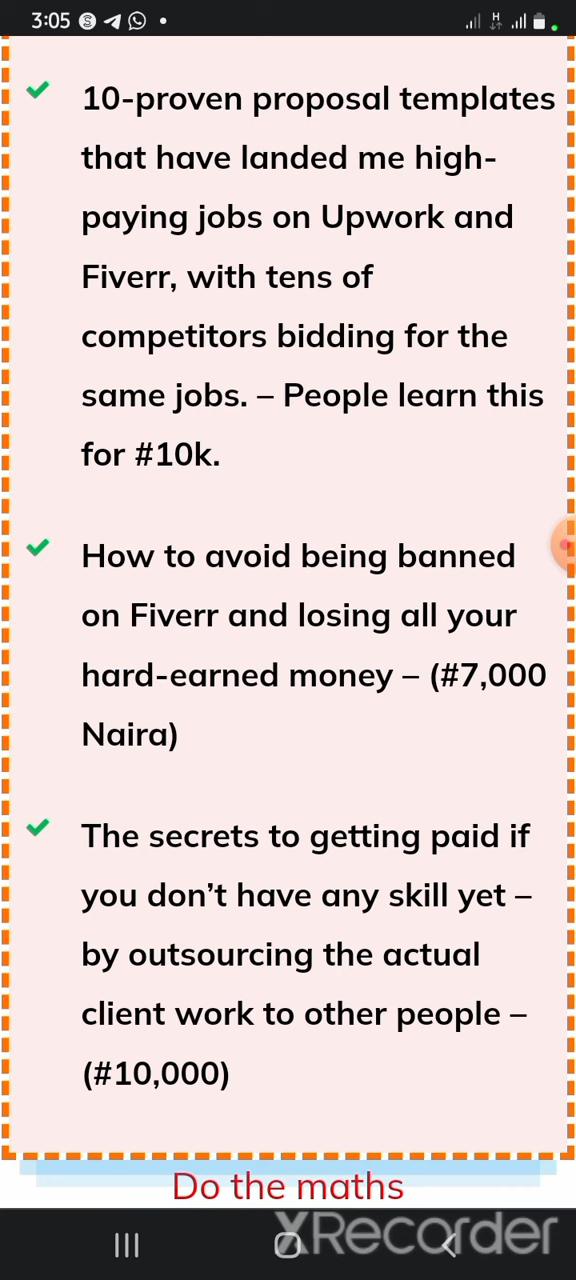 3:05
H
10-proven proposal templates
that have landed me high-
paying jobs on Upwork and
Fiverr, with tens of
competitors bidding for the
same jobs. – People learn this
for #10k.
How to avoid being banned
on Fiverr and losing all your
hard-earned money – (#7,000
Naira)
The secrets to getting paid if
you don’t have any skill yet –
by outsourcing the actual
client work to other people –
(#10,000)
Do the maths
XRecorder